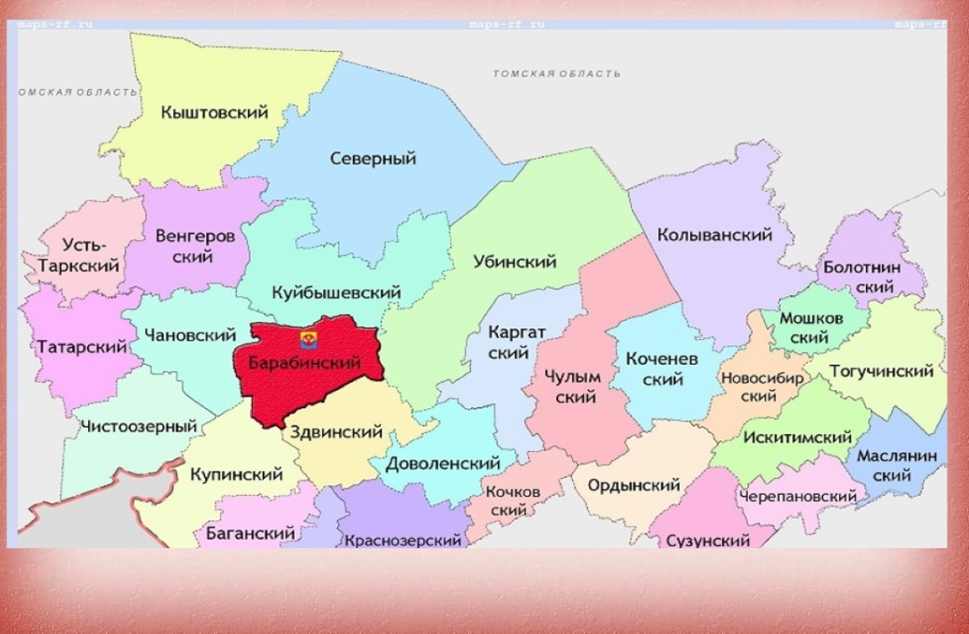 maps-rf.ru maps-rf.ru maps-rf
ТОМСКАЯ ОБЛАСТЬ
ОМСКАЯ ОБЛАСТЬ
Кыштовский
Северный
Усть-
Таркский
Венгеров
ский
Колыванский
Убинский
Болотнин
ский
Куйбышевский
Татарский
Чановский
Барабинский
Каргат
ский
Чулым
ский
Коченев
ский
Мошков
ский
Новосибир
ский
Тогучинский
Чистоозерный
Здвинский
Искитимский
Маслянин
ский
Купинский
Доволенский
Кочков
ский
Ордынский
Черепановский
Баганский
Краснозерский
Сузунский